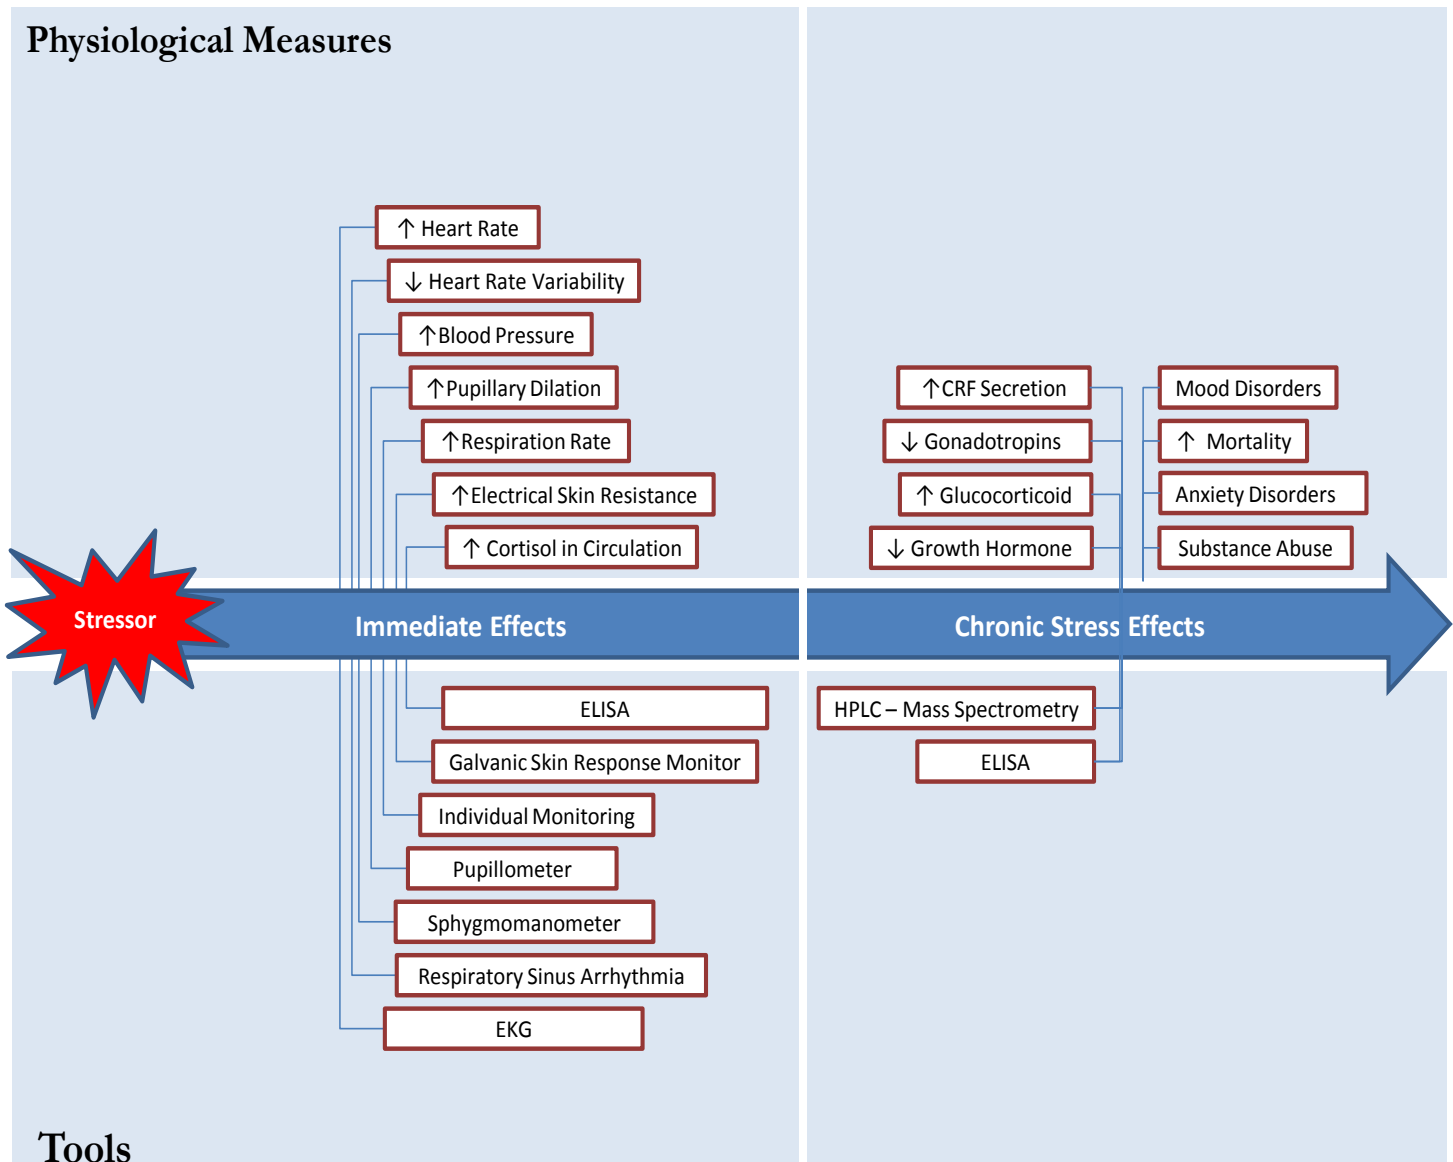 Physiological Measures
↑ Heart Rate
↓ Heart Rate Variability
↑Blood Pressure
↑Pupillary Dilation
↑Respiration Rate
↑Electrical Skin Resistance
↑ Cortisol in Circulation
↑CRF Secretion
↓ Gonadotropins
↑ Glucocorticoid
↓ Growth Hormone
Mood Disorders
↑ Mortality
Anxiety Disorders
Substance Abuse
Stressor
Immediate Effects
Chronic Stress Effects
ELISA
Galvanic Skin Response Monitor
Individual Monitoring
Pupillometer
Sphygmomanometer
Respiratory Sinus Arrhythmia
EKG
HPLC – Mass Spectrometry
ELISA
Tools